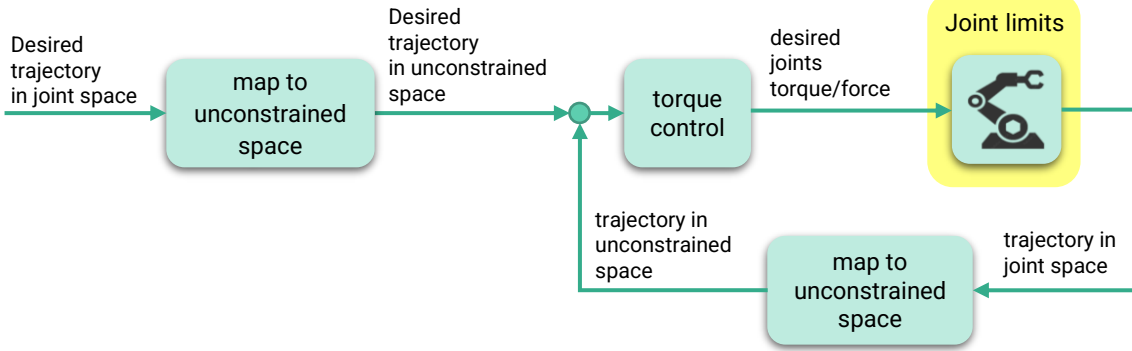 Desired
trajectory
in joint space
map to
unconstrained
space
Desired
trajectory
in unconstrained
space
torque
control
desired
joints
torque/force
Joint limits
trajectory in
unconstrained
space
map to
unconstrained
space
trajectory in
joint space